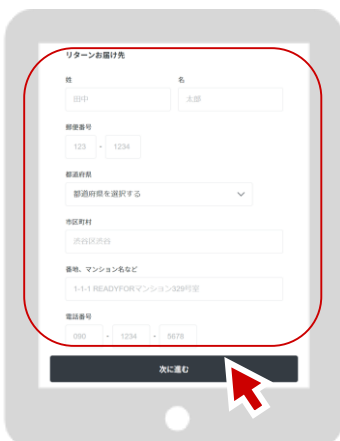 リターンお届け先
姓 名
田中 太郎
郵便番号
123 - 1234
都道府県
都道府県を選択する
市区町村
渋谷区渋谷
番地、マンション名など
1-1-1 READYFORマンション329号室
電話番号
090 - 1234 - 5678
次に進む